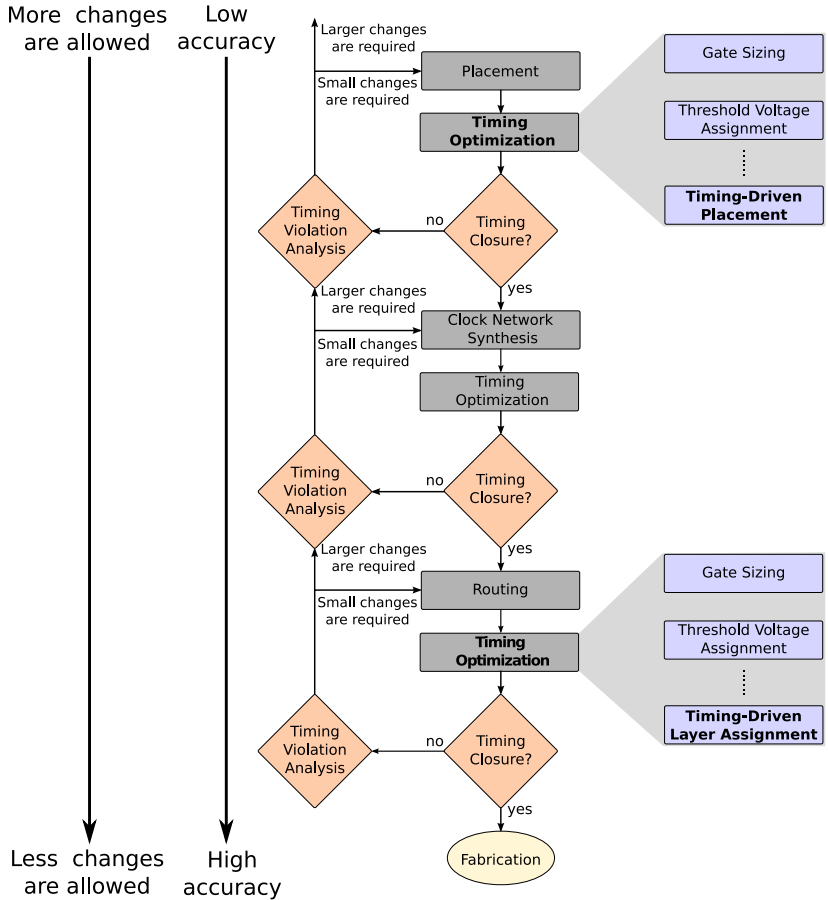 More changes
are allowed
Low
accuracy
Larger changes
are required
Small changes
are required
Placement
Timing
Optimization
Gate Sizing
Threshold Voltage
Assignment
Timing-Driven
Placement
Timing
Violation
Analysis
no
Timing
Closure?
yes
Larger changes
are required
Small changes
are required
Clock Network
Synthesis
Timing
Optimization
Timing
Violation
Analysis
no
Timing
Closure?
yes
Larger changes
are required
Small changes
are required
Routing
Timing
Optimization
Gate Sizing
Threshold Voltage
Assignment
Timing-Driven
Layer Assignment
Timing
Violation
Analysis
no
Timing
Closure?
yes
Fabrication
Less changes
are allowed
High
accuracy